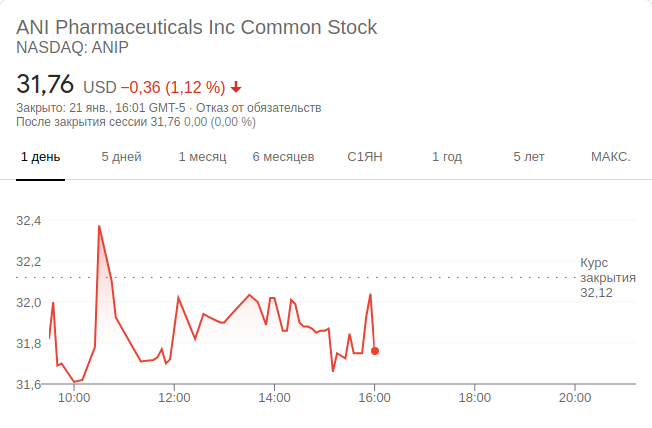 ANI Pharmaceuticals Inc Common Stock
NASDAQ: ANIP
31,76 USD −0,36 (1,12 %)
Закрыто: 21 янв., 16:01 GMT-5 · Отказ от обязательств
После закрытия сессии 31,76 0,00 (0,00 %)
1 день 5 дней 1 месяц 6 месяцев С1ЯН 1 год 5 лет МАКС.
32,4
32,2
32,0
31,8
31,6
Курс
закрытия
32,12
10:00 12:00 14:00 16:00 18:00 20:00